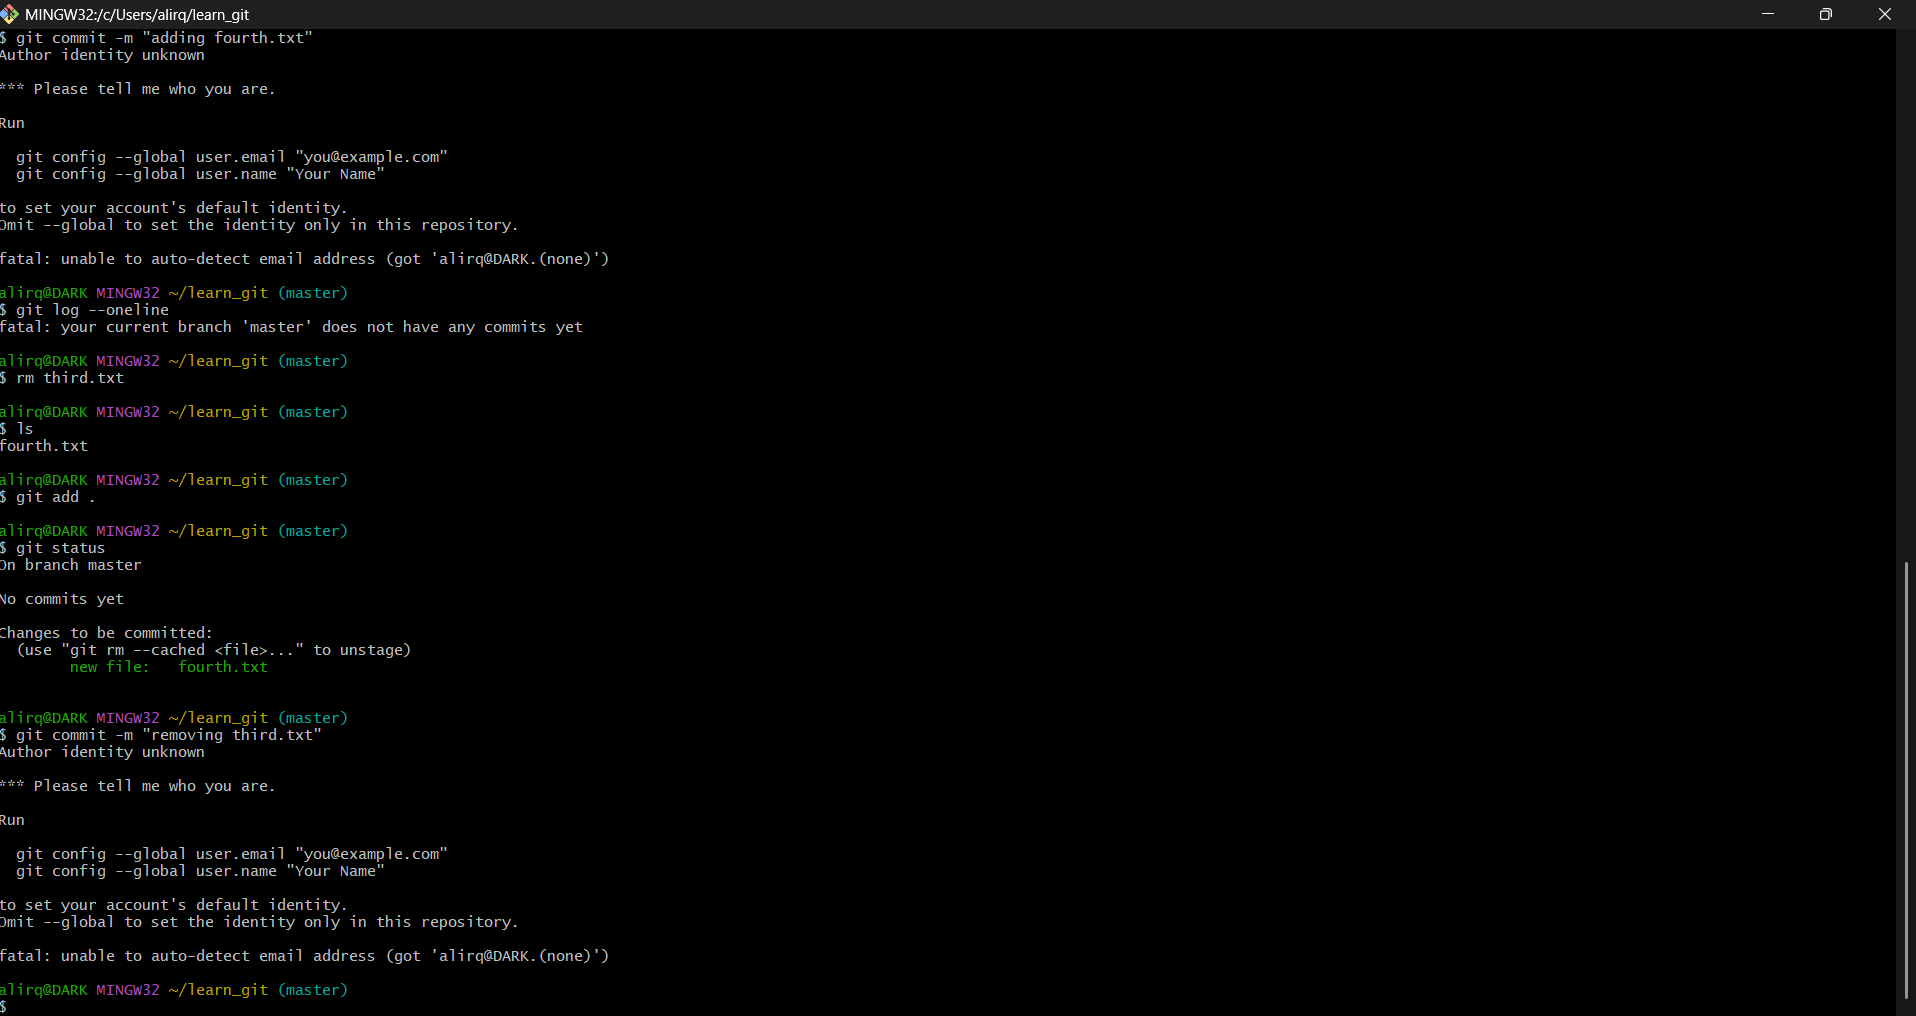 MINGW32:/c/Users/alirq/learn_git
$ git commit -m "adding fourth.txt"
Author identity unknown
*** Please tell me who you are.
Run
git config --global user.email "you@example.com"
git config --global user.name "Your Name"
to set your account's default identity.
Omit --global to set the identity only in this repository.
fatal: unable to auto-detect email address (got 'alirq@DARK.(none)')
alirq@DARK MINGW32 ~/learn_git (master)
$ git log --oneline
fatal: your current branch 'master' does not have any commits yet
alirq@DARK MINGW32 ~/learn_git (master)
$ rm third.txt
alirq@DARK MINGW32 ~/learn_git (master)
$ ls
fourth.txt
alirq@DARK MINGW32 ~/learn_git (master)
$ git add .
alirq@DARK MINGW32 ~/learn_git (master)
$ git status
On branch master
No commits yet
Changes to be committed:
(use "git rm --cached <file>..." to unstage)
new file:   fourth.txt
alirq@DARK MINGW32 ~/learn_git (master)
$ git commit -m "removing third.txt"
Author identity unknown
*** Please tell me who you are.
Run
git config --global user.email "you@example.com"
git config --global user.name "Your Name"
to set your account's default identity.
Omit --global to set the identity only in this repository.
fatal: unable to auto-detect email address (got 'alirq@DARK.(none)')
alirq@DARK MINGW32 ~/learn_git (master)
$